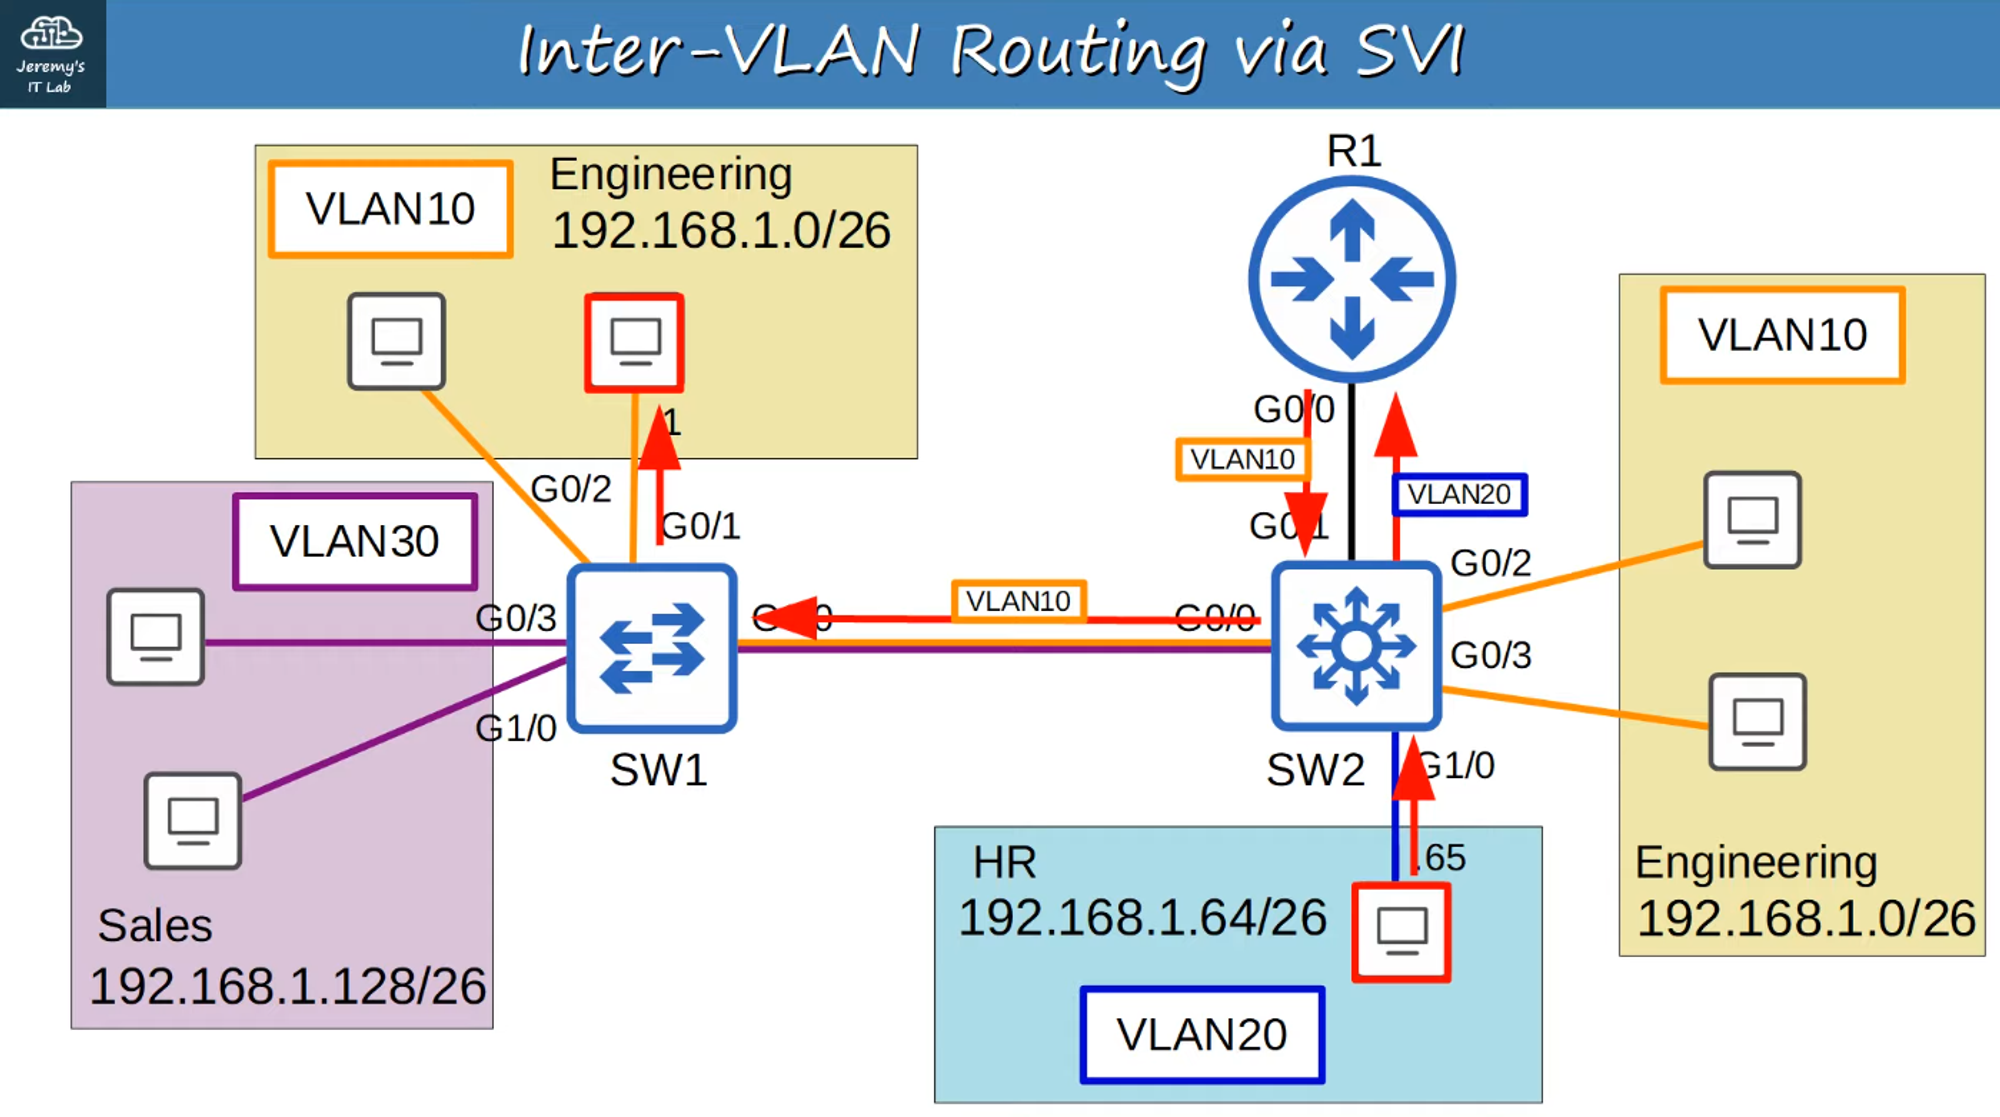 Jeremy's
IT Lab
Inter-VLAN Routing via SVI
VLAN10
Engineering
192.168.1.0/26
.1
G0/2
G0/1
VLAN30
G0/3
G1/0
Sales
192.168.1.128/26
SW1
G0/0
VLAN10
G0/0
R1
G0/0
VLAN10
VLAN20
G0/1
G0/2
G0/3
SW2
G1/0
HR
192.168.1.64/26
.65
VLAN20
VLAN10
Engineering
192.168.1.0/26